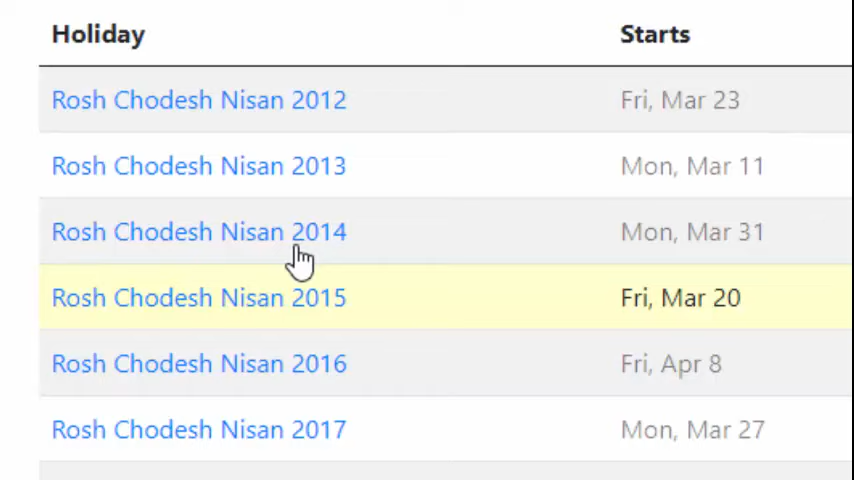 Holiday Starts
Rosh Chodesh Nisan 2012 Fri, Mar 23
Rosh Chodesh Nisan 2013 Mon, Mar 11
Rosh Chodesh Nisan 2014 Mon, Mar 31
Rosh Chodesh Nisan 2015 Fri, Mar 20
Rosh Chodesh Nisan 2016 Fri, Apr 8
Rosh Chodesh Nisan 2017 Mon, Mar 27